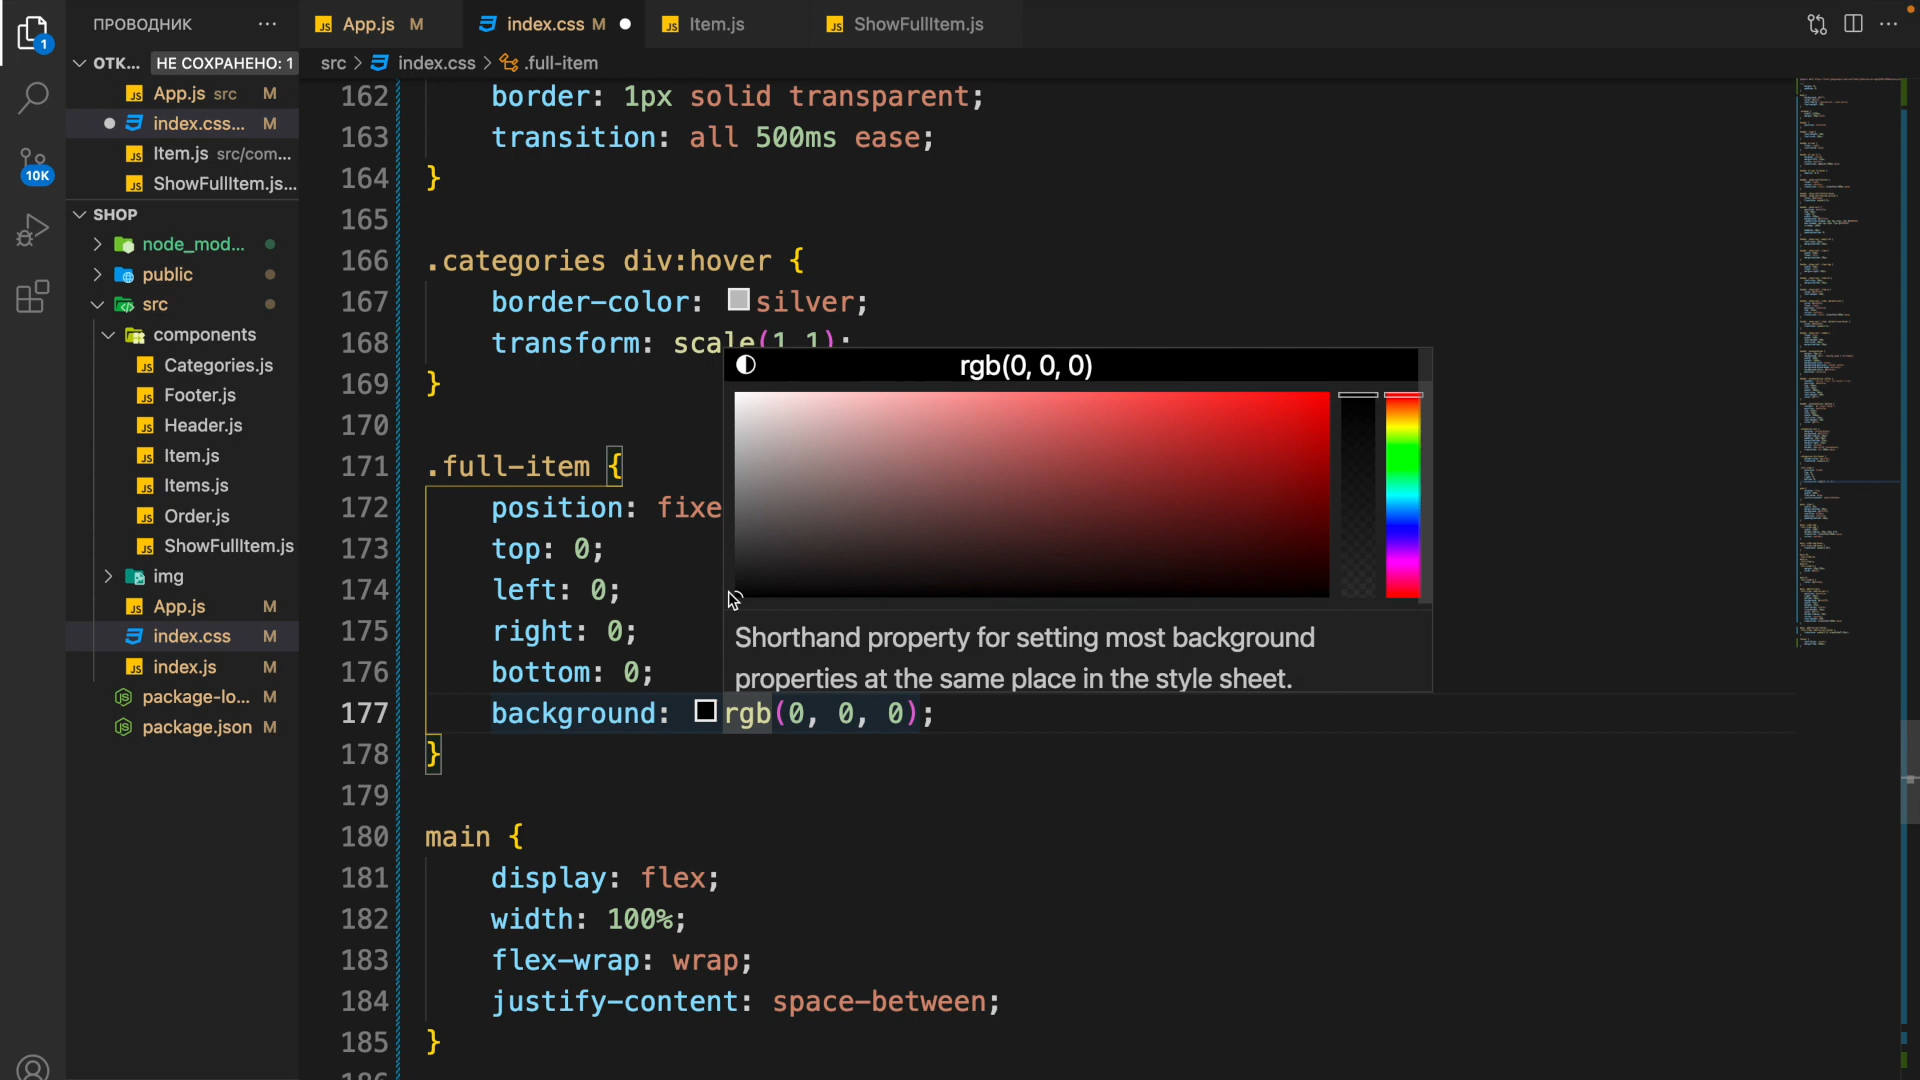 ПРОВОДНИК ···
App.js M
index.css M
Item.js
ShowFullItem.js
ОТК... НЕ СОХРАНЕНО: 1
App.js src M
index.css... M
Item.js src/com...
ShowFullItem.js...
SHOP
node_mod...
public
src
components
Categories.js
Footer.js
Header.js
Item.js
Items.js
Order.js
ShowFullItem.js
img
App.js M
index.css M
index.js M
package-lo... M
package.json M
1
10K
src > index.css > .full-item
162 border: 1px solid transparent;
163 transition: all 500ms ease;
164 }
165
166 .categories div:hover {
167 border-color: silver;
168 transform: scale(1.1);
169 }
170
171 .full-item {
172 position: fixe
173 top: 0;
174 left: 0;
175 right: 0;
176 bottom: 0;
177 background: rgb(0, 0, 0);
178 }
179
180 main {
181 display: flex;
182 width: 100%;
183 flex-wrap: wrap;
184 justify-content: space-between;
185 }
186
rgb(0, 0, 0)
Shorthand property for setting most background
properties at the same place in the style sheet.